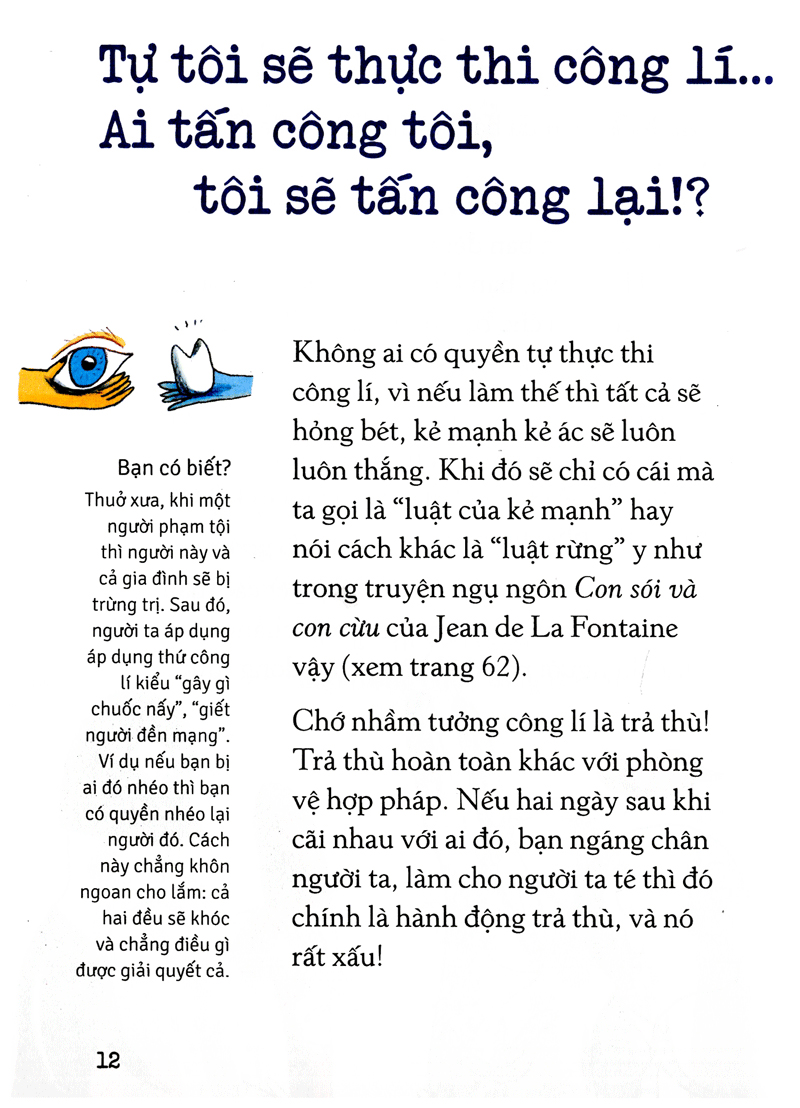 Tự tôi sẽ thực thi công lí...
Ai tấn công tôi,
tôi sẽ tấn công lại!?
Bạn có biết?
Thuở xưa, khi một
người phạm tội
thì người này và
cả gia đình sẽ bị
trừng trị. Sau đó,
người ta áp dụng
áp dụng thứ công
lí kiểu “gây gì
chuốc nấy”, “giết
người đền mạng”.
Ví dụ nếu bạn bị
ai đó nhéo thì bạn
có quyền nhéo lại
người đó. Cách
này chẳng khôn
ngoan cho lắm: cả
hai đều sẽ khóc
và chẳng điều gì
được giải quyết cả.
Không ai có quyền tự thực thi
công lí, vì nếu làm thế thì tất cả sẽ
hỏng bét, kẻ mạnh kẻ ác sẽ luôn
luôn thắng. Khi đó sẽ chỉ có cái mà
ta gọi là “luật của kẻ mạnh” hay
nói cách khác là “luật rừng” y như
trong truyện ngụ ngôn Con sói và
con cừu của Jean de La Fontaine
vậy (xem trang 62).
Chớ nhầm tưởng công lí là trả thù!
Trả thù hoàn toàn khác với phòng
vệ hợp pháp. Nếu hai ngày sau khi
cãi nhau với ai đó, bạn ngáng chân
người ta, làm cho người ta té thì đó
chính là hành động trả thù, và nó
rất xấu!
12